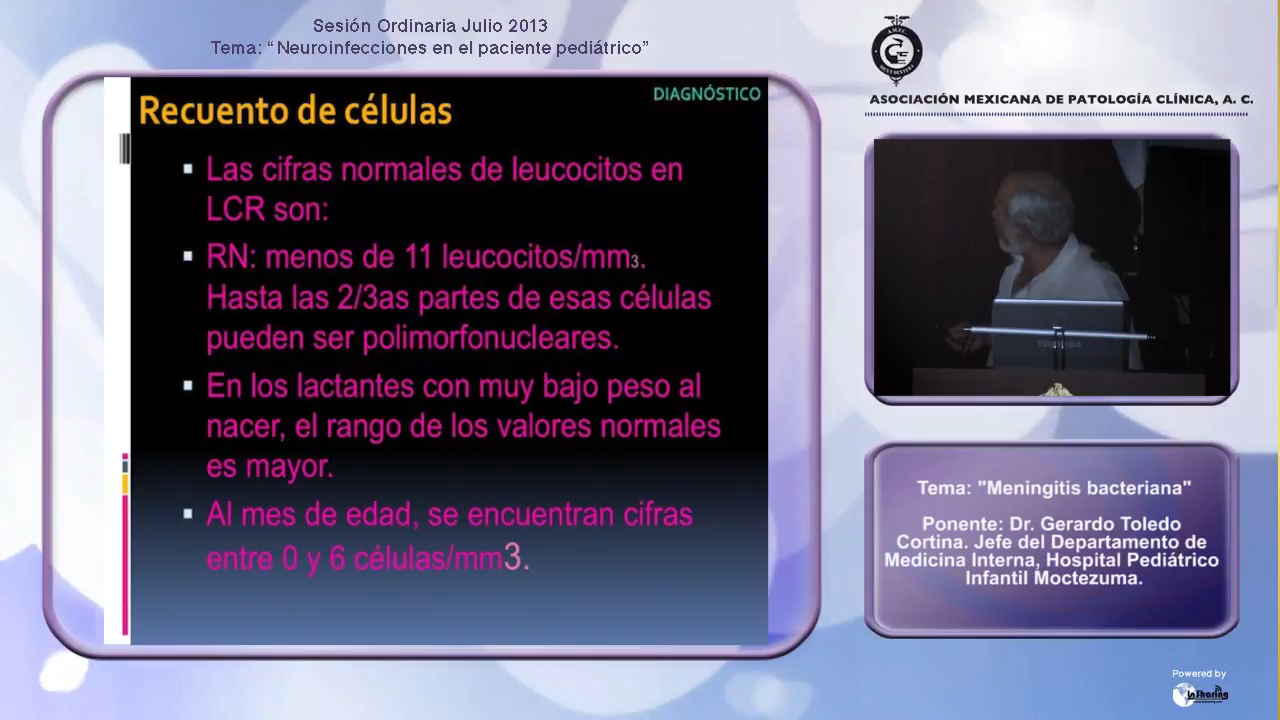 Sesión Ordinaria Julio 2013
Tema: “Neuroinfecciones en el paciente pediátrico”
DIAGNÓSTICO
Recuento de células
Las cifras normales de leucocitos en
LCR son:
RN: menos de 11 leucocitos/mm3.
Hasta las 2/3as partes de esas células
pueden ser polimorfonucleares.
En los lactantes con muy bajo peso al
nacer, el rango de los valores normales
es mayor.
Al mes de edad, se encuentran cifras
entre 0 y 6 células/mm3.
ASOCIACIÓN MEXICANA DE PATOLOGÍA CLÍNICA, A. C.
TOSHIBA
Tema: "Meningitis bacteriana"
Ponente: Dr. Gerardo Toledo
Cortina. Jefe del Departamento de
Medicina Interna, Hospital Pediátrico
Infantil Moctezuma.
Powered by
InSharing